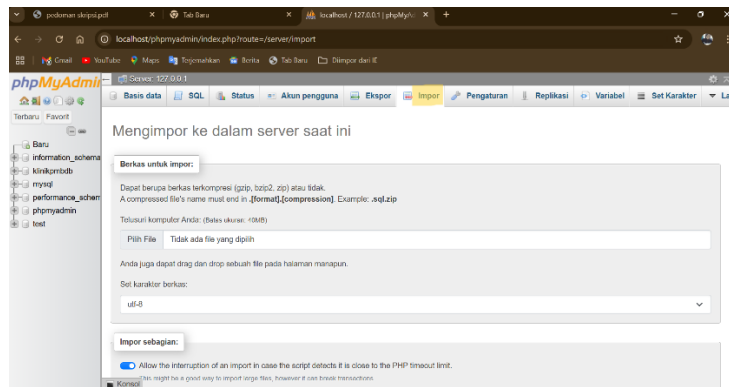 pedoman skripsi.pdf
Tab Baru
localhost / 127.0.0.1 | phpMyA
localhost/phpmyadmin/index.php?route=/server/import
Gmail
YouTube
Maps
Terjemahkan
Berita
Tab Baru
Diimpor dari IE
phpMyAdmin
Server: 127.0.0.1
Basis data
SQL
Status
Akun pengguna
Ekspor
Impor
Pengaturan
Replikasi
Variabel
Set Karakter
La
Terbaru
Favorit
Baru
information_schema
klinikpmbdb
mysql
performance_schem
phpmyadmin
test
Mengimpor ke dalam server saat ini
Berkas untuk impor:
Dapat berupa berkas terkompresi (gzip, bzip2, zip) atau tidak.
A compressed file's name must end in .[format].[compression]. Example: .sql.zip
Telusuri komputer Anda: (Batas ukuran: 40MB)
Pilih File
Tidak ada file yang dipilih
Anda juga dapat drag dan drop sebuah file pada halaman manapun.
Set karakter berkas:
utf-8
Impor sebagian:
Allow the interruption of an import in case the script detects it is close to the PHP timeout limit.
This might be a good way to import large files, however it can break transactions.
Konsol